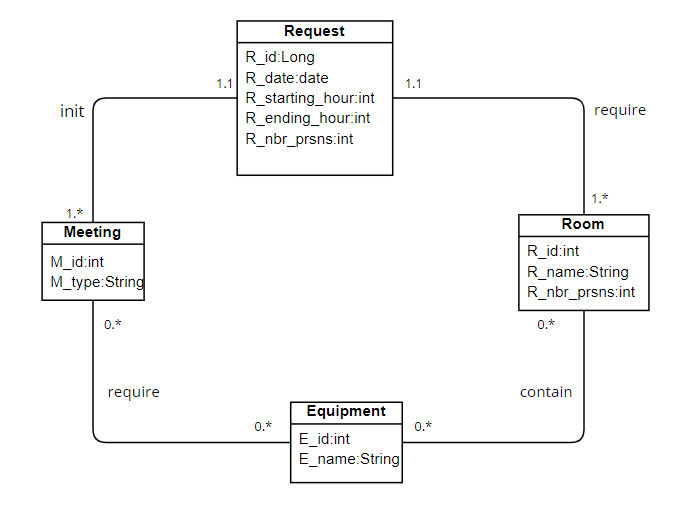 Request
R_id:Long
R_date:date
R_starting_hour:int
R_ending_hour:int
R_nbr_prsns:int
1.1
1.1
init
require
1.*
1.*
Meeting
M_id:int
M_type:String
Room
R_id:int
R_name:String
R_nbr_prsns:int
0.*
0.*
require
contain
0.*
0.*
Equipment
E_id:int
E_name:String